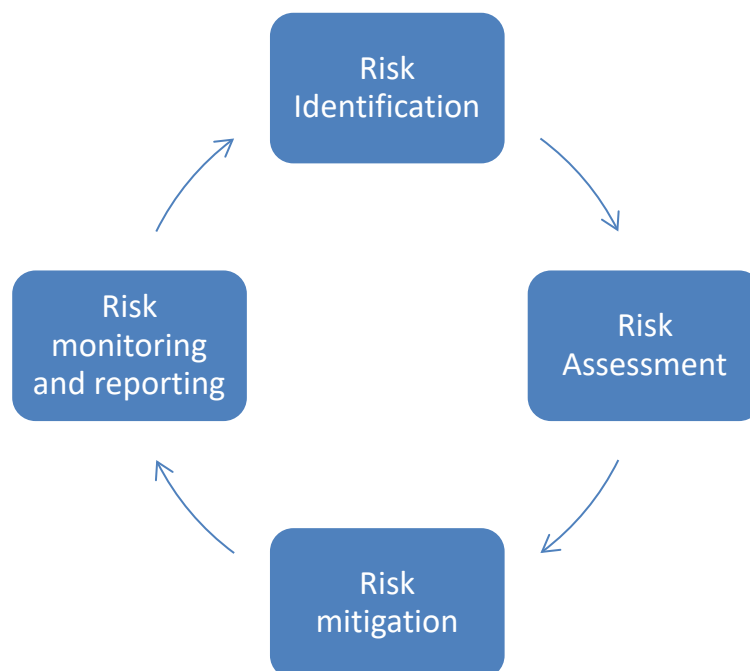 Risk
Identification
Risk
Assessment
Risk
mitigation
Risk
monitoring
and reporting